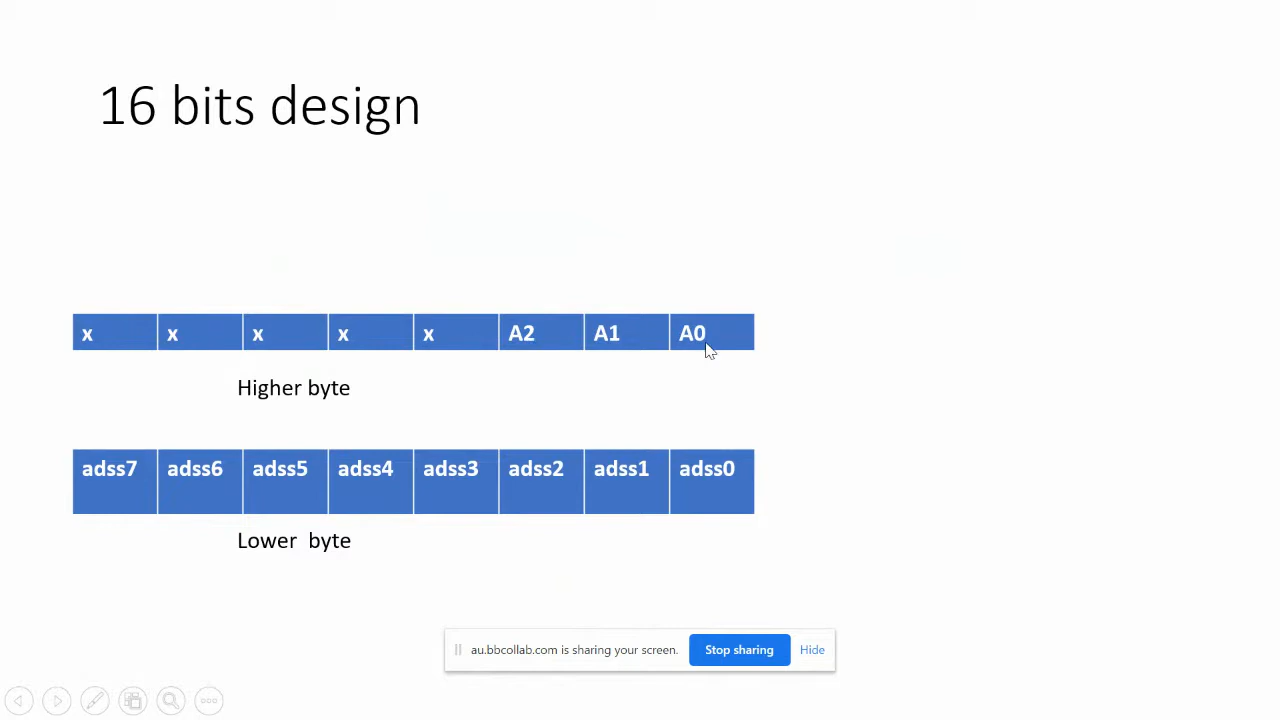 16 bits design
x x x x x A2 A1 A0
Higher byte
adss7 adss6 adss5 adss4 adss3 adss2 adss1 adss0
Lower byte
au.bbcollab.com is sharing your screen. Stop sharing Hide